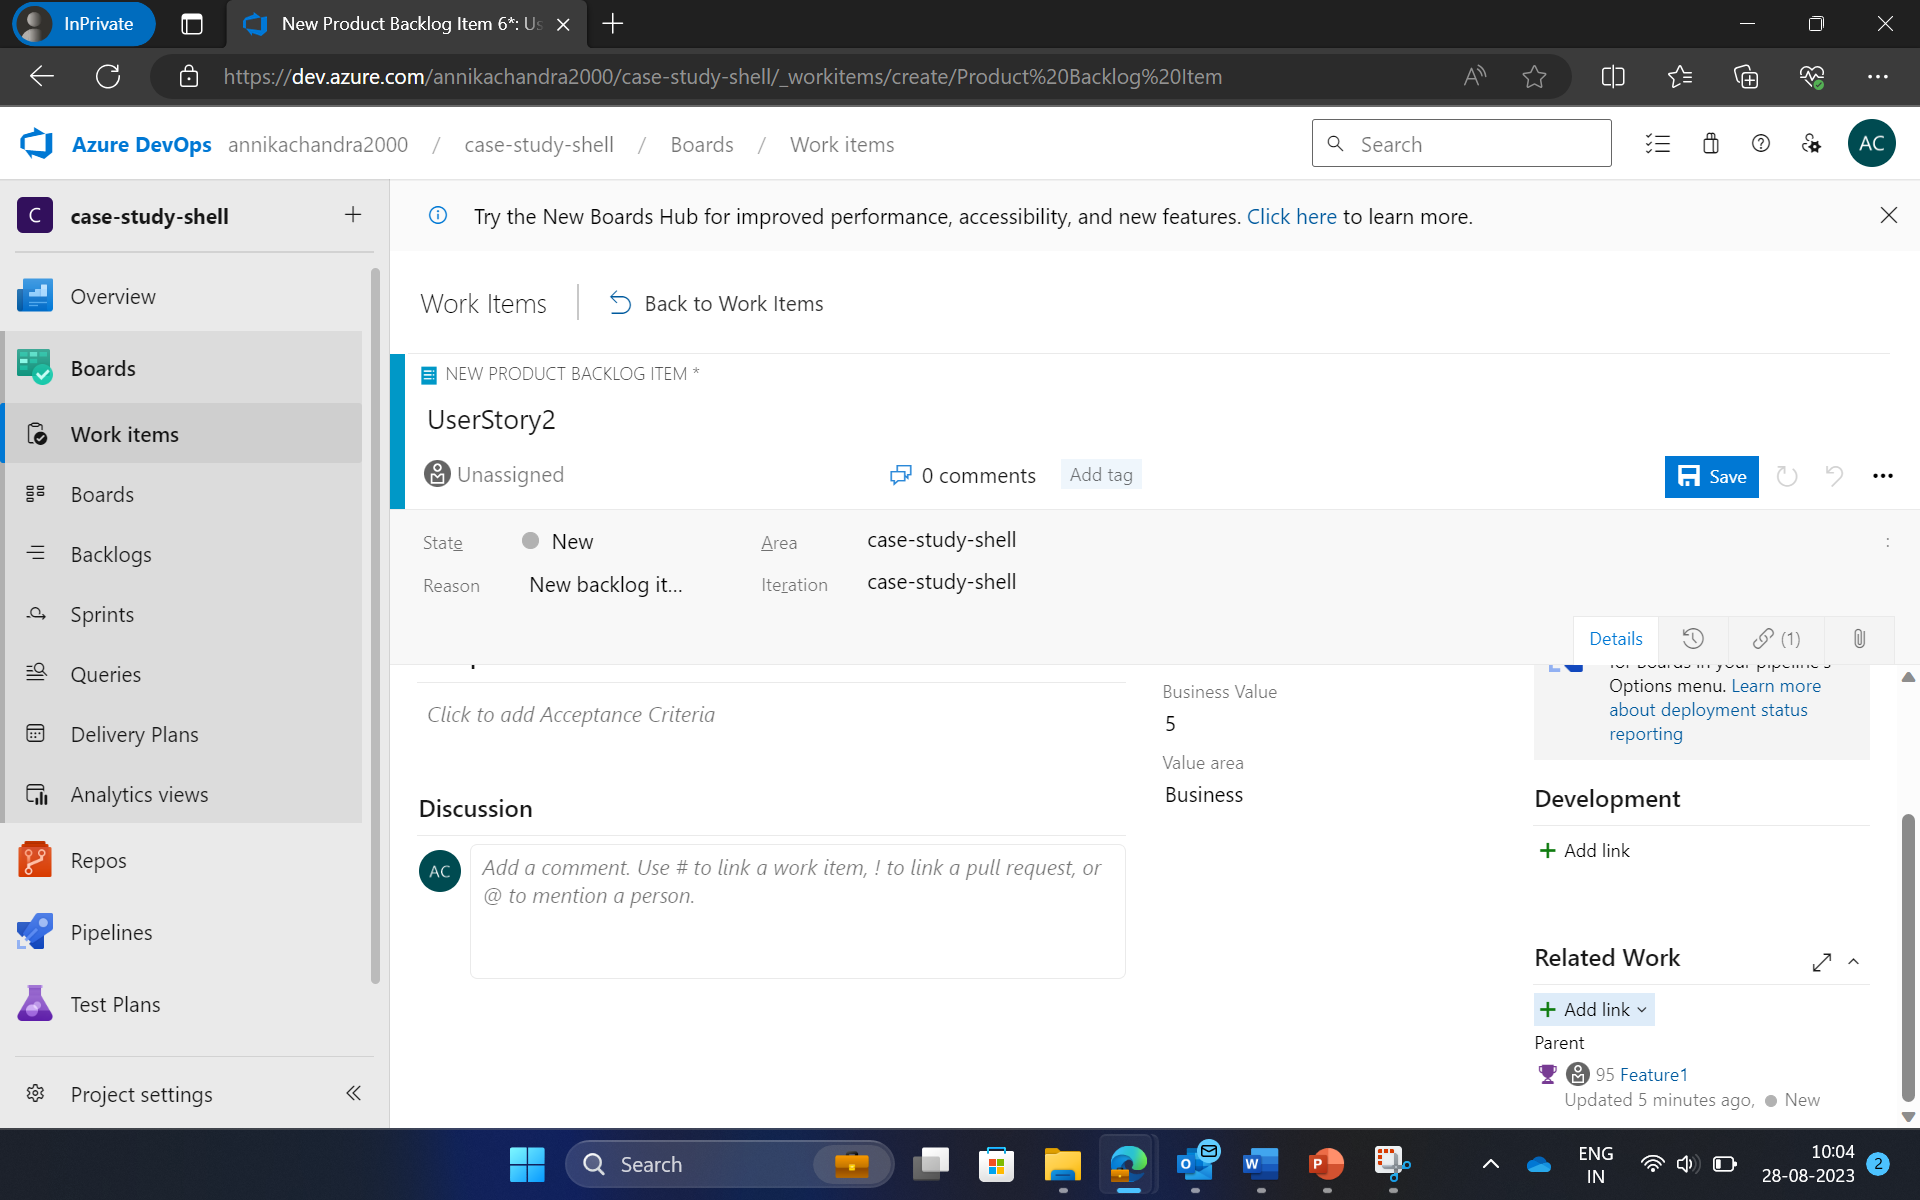 InPrivate
New Product Backlog Item 6*: Us
https://dev.azure.com/annikachandra2000/case-study-shell/_workitems/create/Product%20Backlog%20Item
Azure DevOps annikachandra2000 / case-study-shell / Boards / Work items
Search
AC
C case-study-shell
Try the New Boards Hub for improved performance, accessibility, and new features. Click here to learn more.
Overview
Boards
Work items
Boards
Backlogs
Sprints
Queries
Delivery Plans
Analytics views
Repos
Pipelines
Test Plans
Project settings
Work Items
Back to Work Items
NEW PRODUCT BACKLOG ITEM *
UserStory2
Unassigned
0 comments
Add tag
Save
State New
Area case-study-shell
Reason New backlog it...
Iteration case-study-shell
Details
(1)
Click to add Acceptance Criteria
Discussion
AC
Add a comment. Use # to link a work item, ! to link a pull request, or
@ to mention a person.
Business Value
5
Value area
Business
for boards in your pipeline's
Options menu. Learn more
about deployment status
reporting
Development
Add link
Related Work
Add link
Parent
95 Feature1
Updated 5 minutes ago, New
Search
ENG
IN
10:04
28-08-2023
2